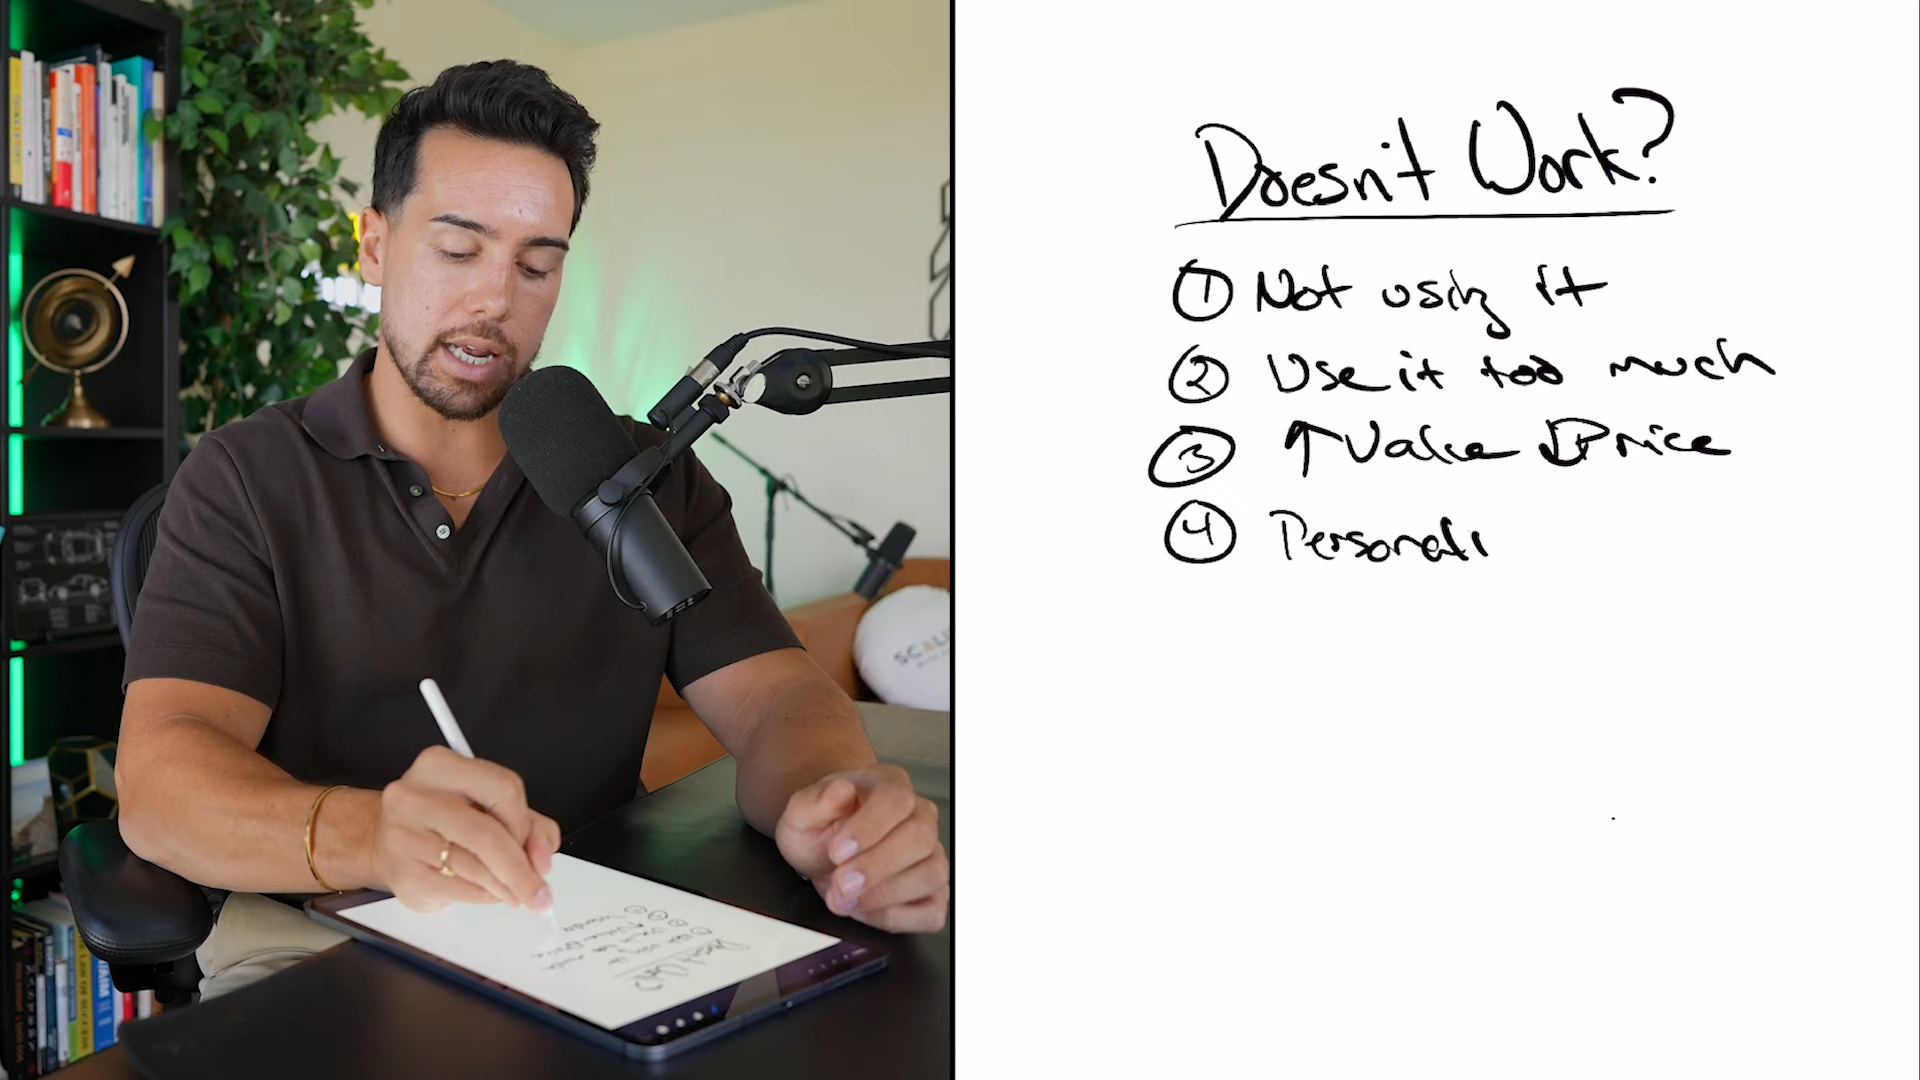 Doesn't Work?
① Not using it
② Use it too much
③ ↑Value ↓Price
④ Personali